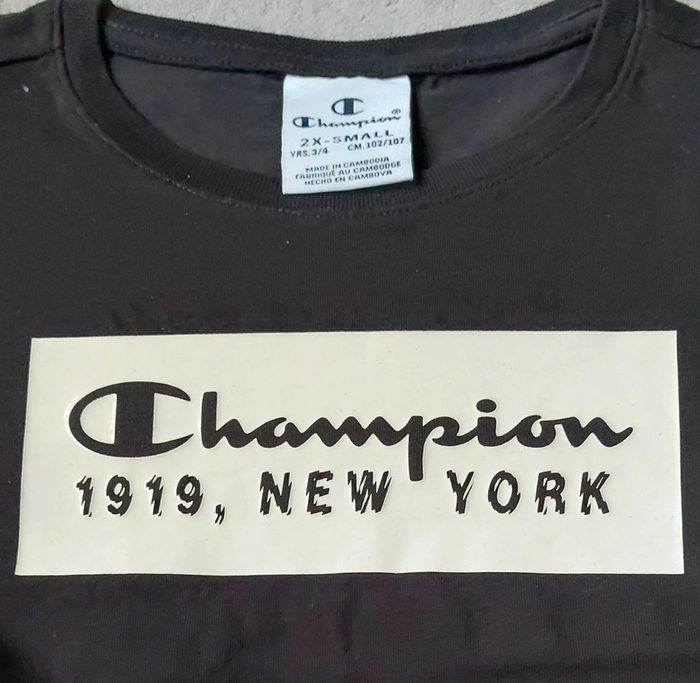 Champion®
2X-SMALL
YRS.3/4 CM.102/107
MADE IN CAMBODIA
FABRIQUÉ AU CAMBODGE
HECHO EN CAMBOYA
Champion
1919, NEW YORK